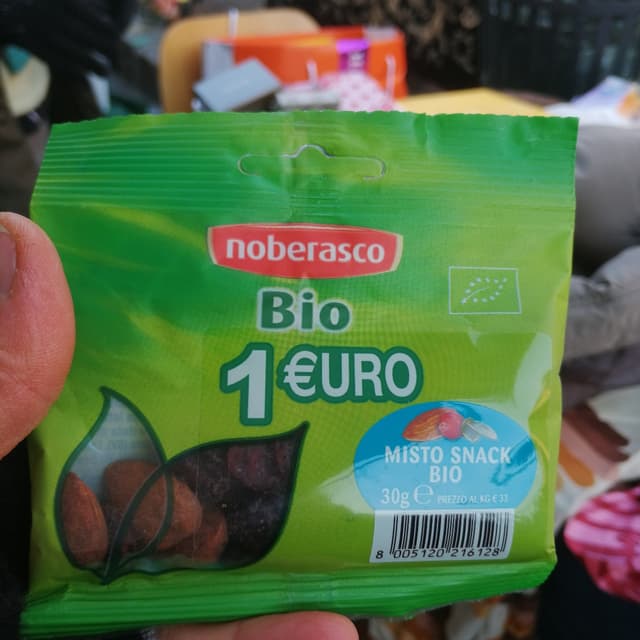 noberasco
Bio
1 €URO
MISTO SNACK
BIO
30g ℮ PREZZO AL KG € 33
8 005120 216128